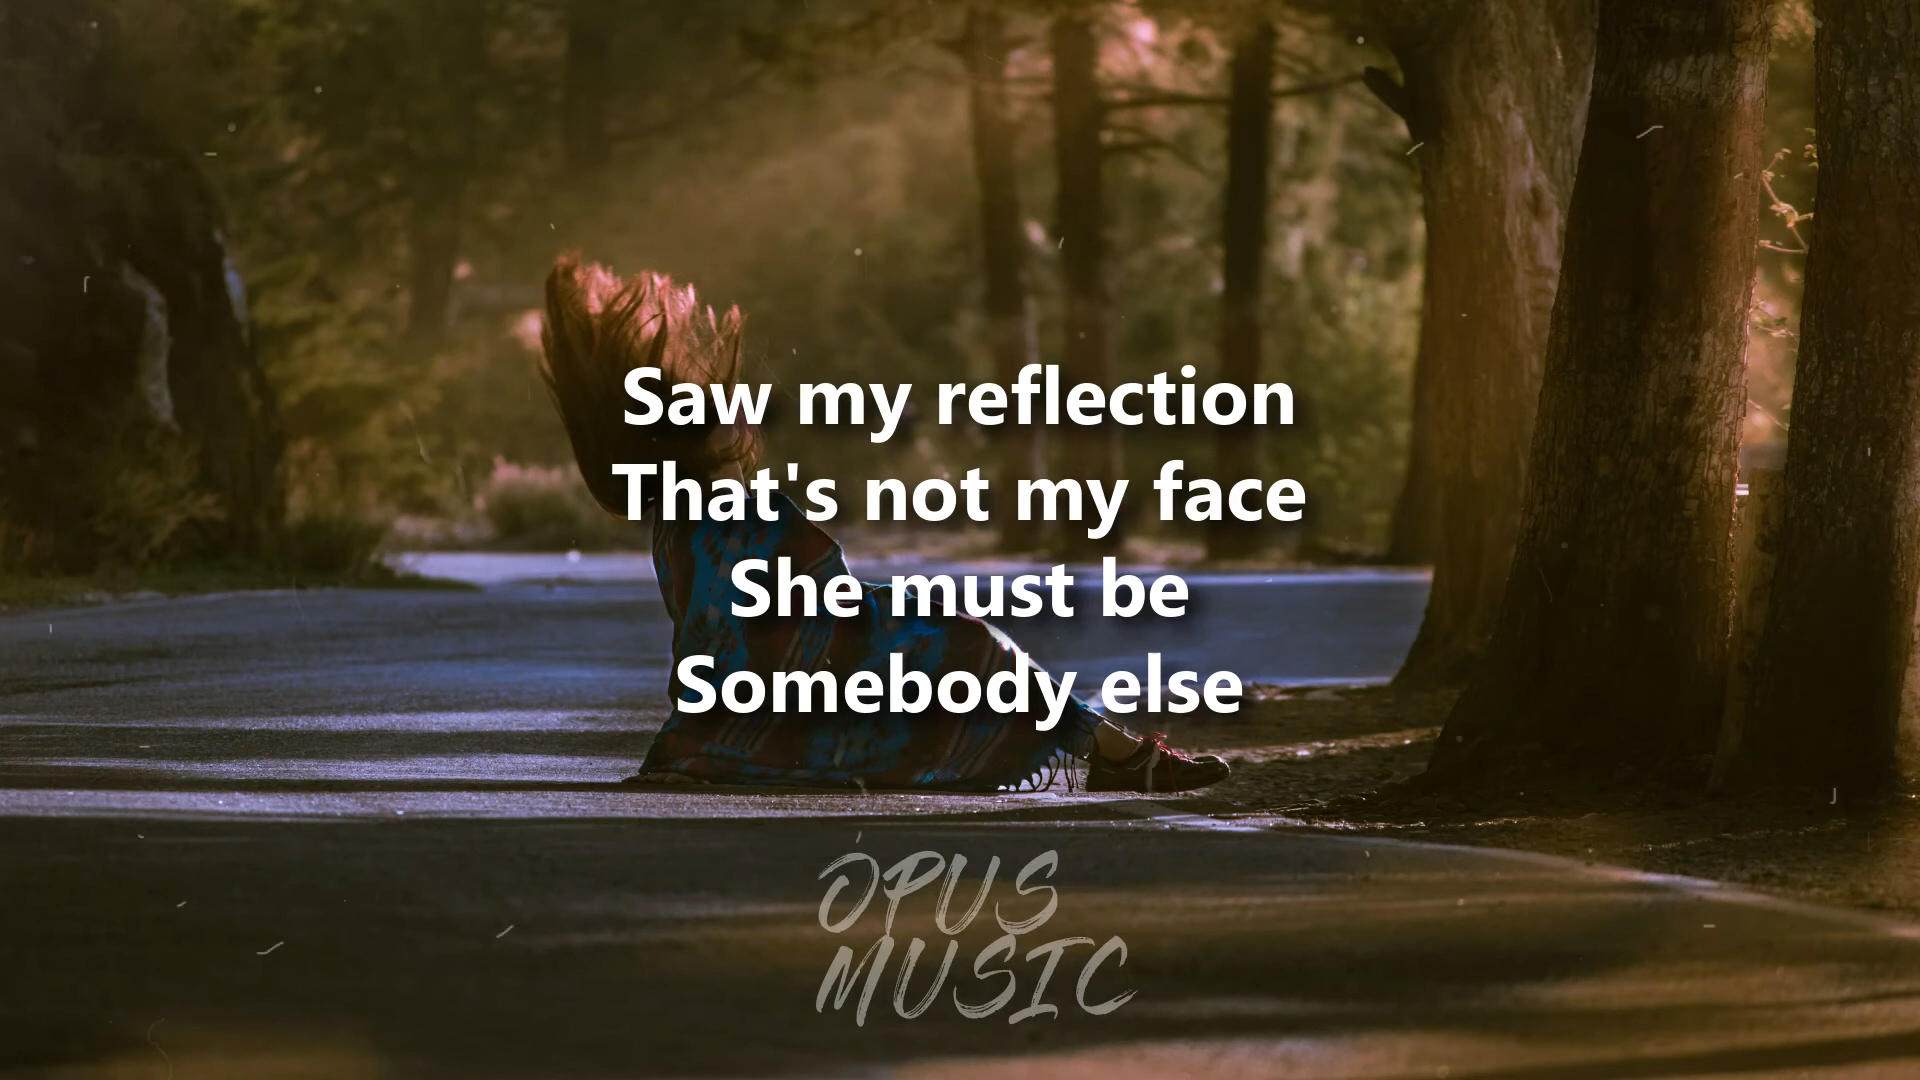 Saw my reflection
That's not my face
She must be
Somebody else
OPUS
MUSIC